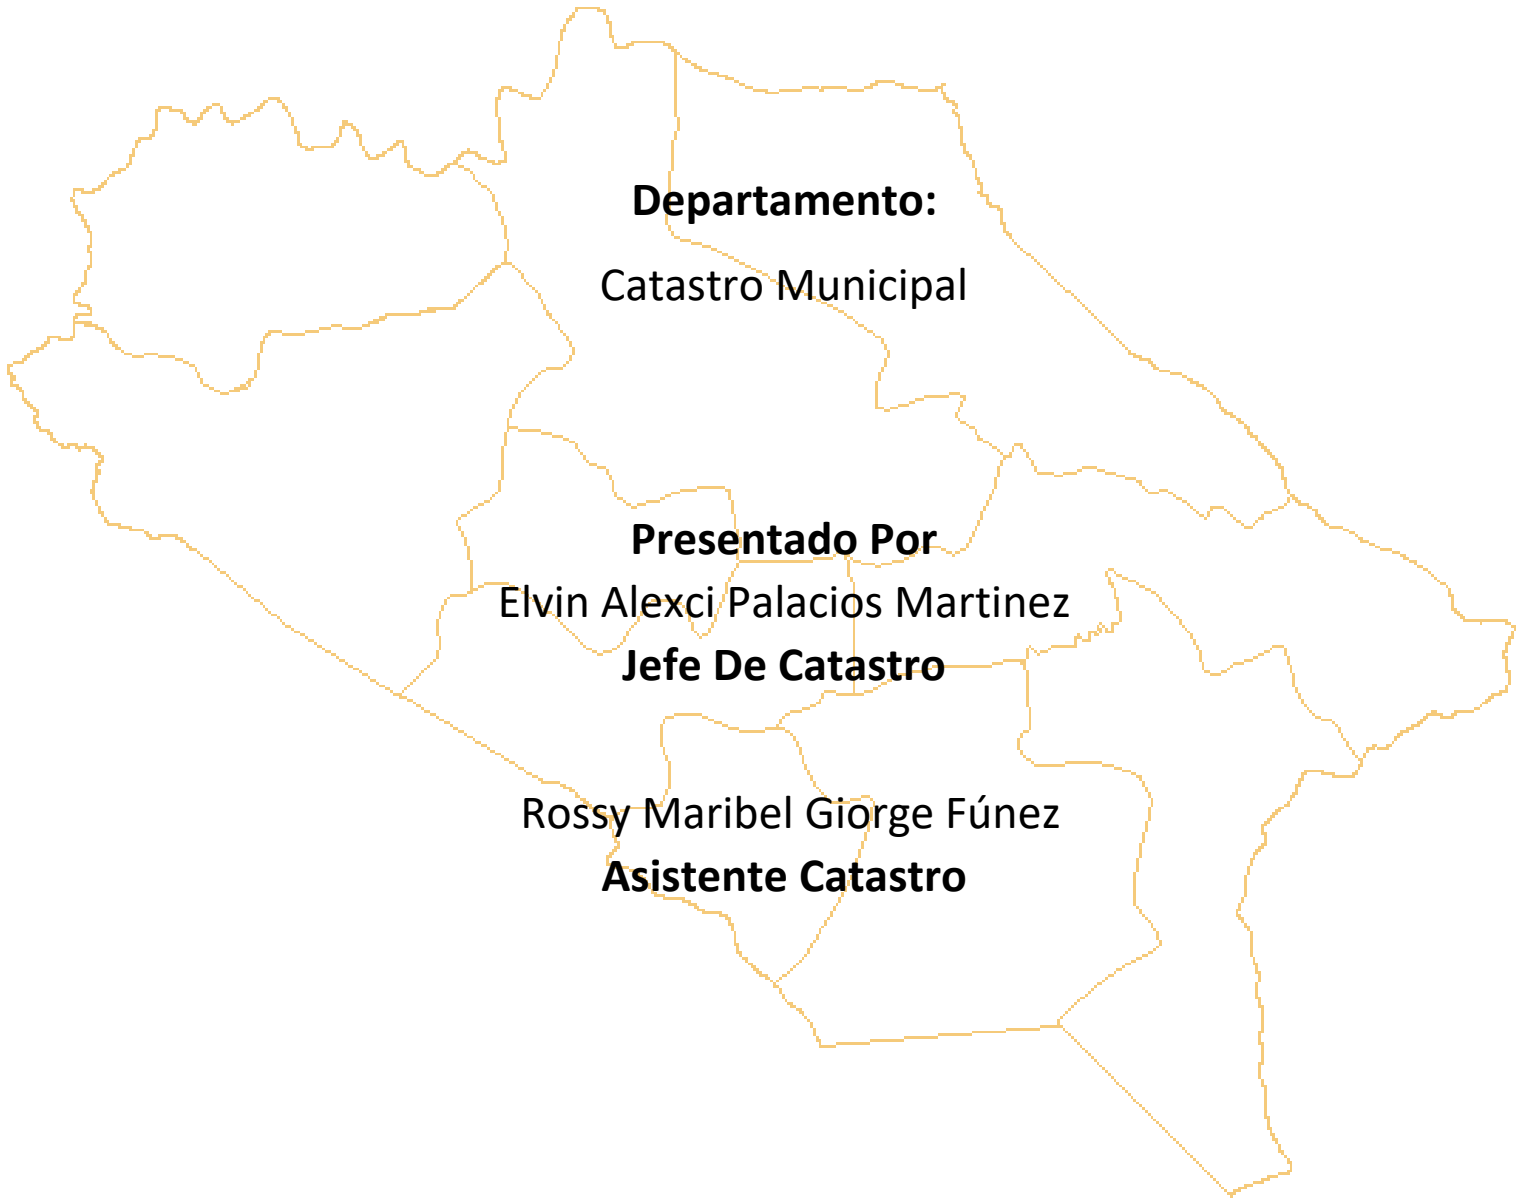 Departamento:
Catastro Municipal
Presentado Por
Elvin Alexci Palacios Martinez
Jefe De Catastro
Rossy Maribel Giorge Fúnez
Asistente Catastro